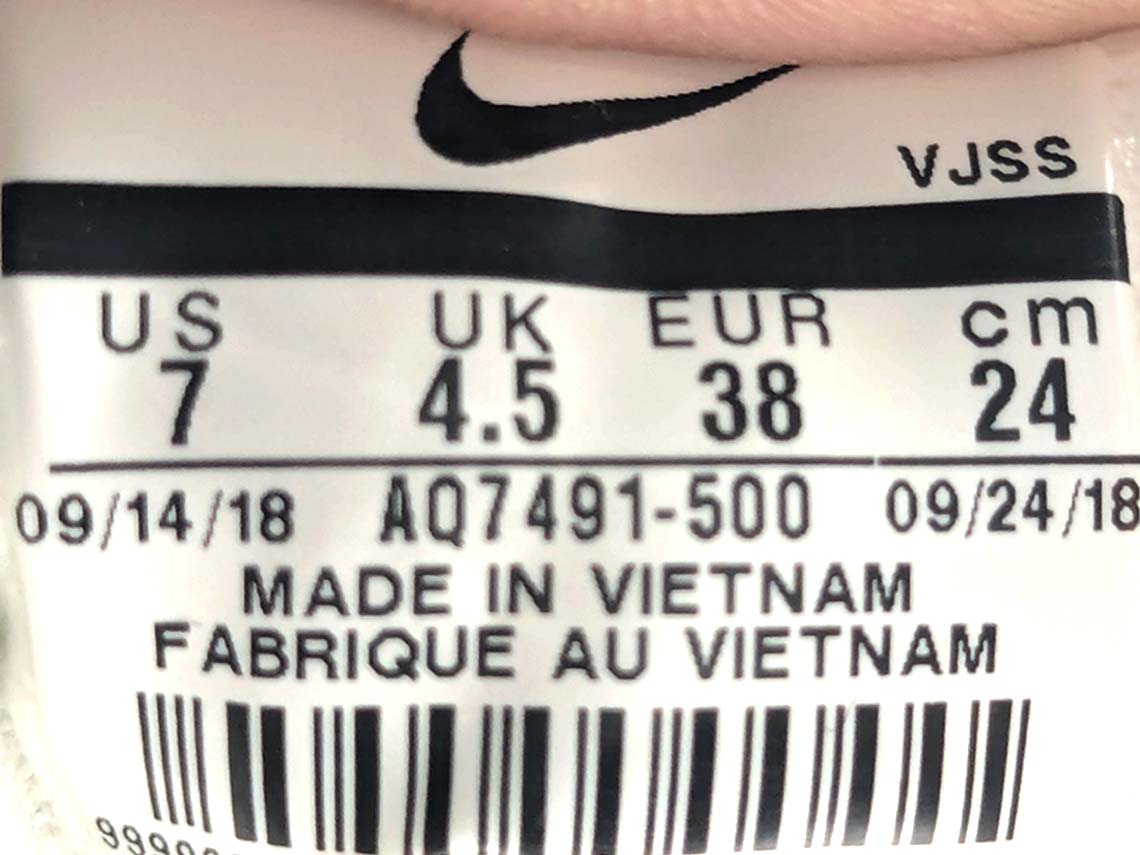 VJSS
US UK EUR cm
7 4.5 38 24
09/14/18 AQ7491-500 09/24/18
MADE IN VIETNAM
FABRIQUE AU VIETNAM